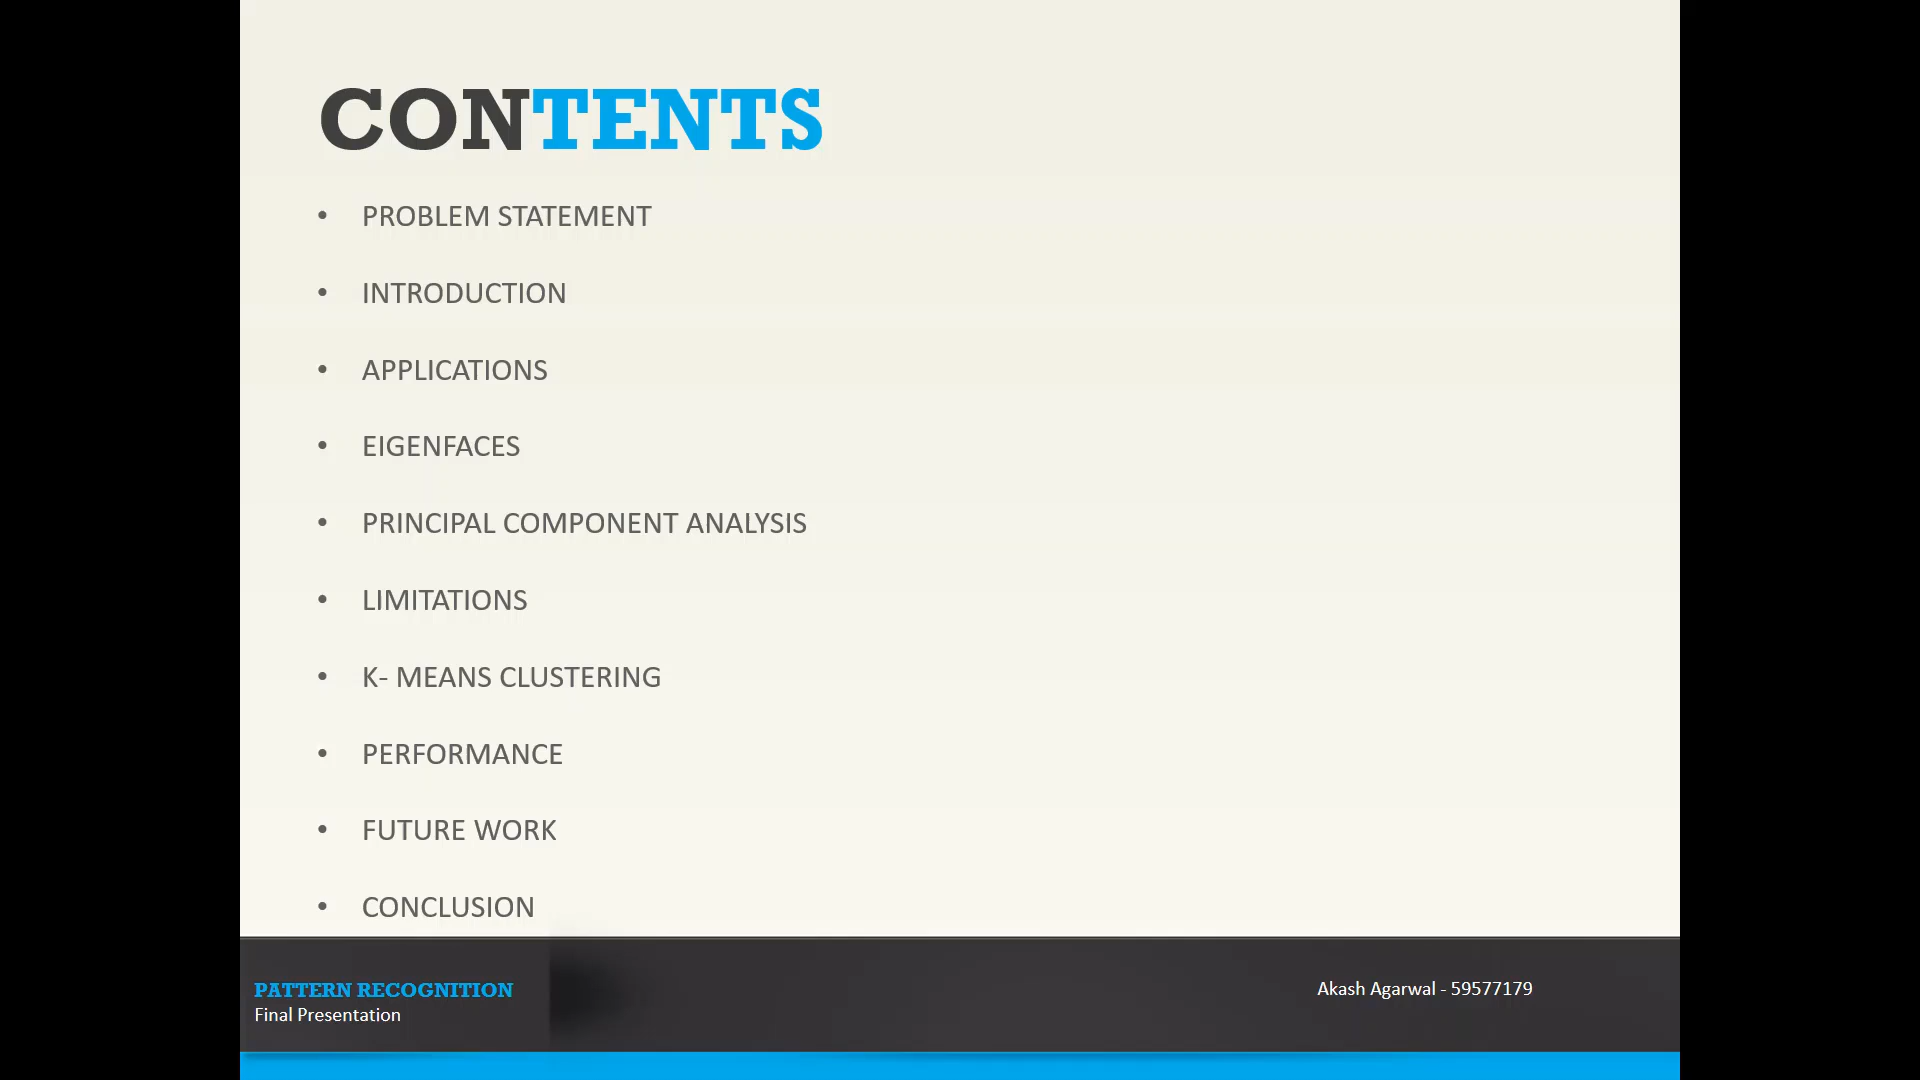 CONTENTS
• PROBLEM STATEMENT
• INTRODUCTION
• APPLICATIONS
• EIGENFACES
• PRINCIPAL COMPONENT ANALYSIS
• LIMITATIONS
• K- MEANS CLUSTERING
• PERFORMANCE
• FUTURE WORK
• CONCLUSION
PATTERN RECOGNITION
Final Presentation
Akash Agarwal - 59577179